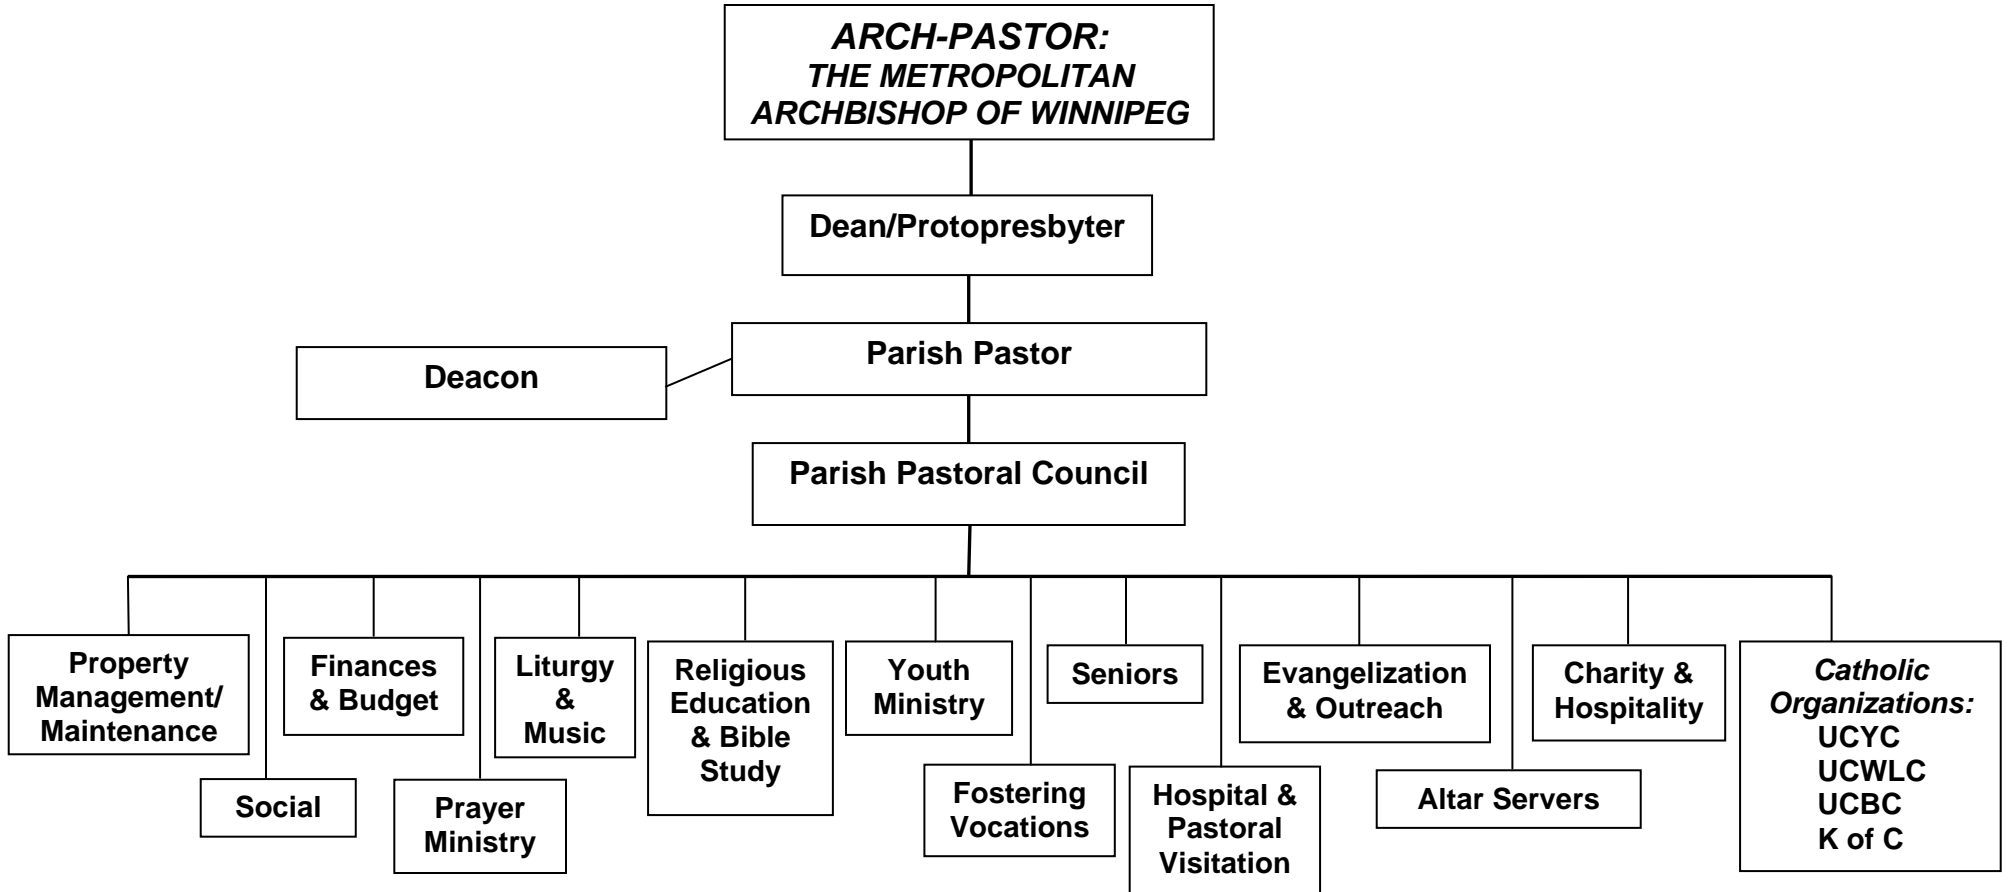 ARCH-PASTOR:
THE METROPOLITAN
ARCHBISHOP OF WINNIPEG
Dean/Protopresbyter
Parish Pastor
Deacon
Parish Pastoral Council
Property
Management/
Maintenance
Social
Finances
& Budget
Prayer
Ministry
Liturgy
&
Music
Religious
Education
& Bible
Study
Youth
Ministry
Fostering
Vocations
Seniors
Hospital &
Pastoral
Visitation
Evangelization
& Outreach
Altar Servers
Charity &
Hospitality
Catholic
Organizations:
UCYC
UCWLC
UCBC
K of C